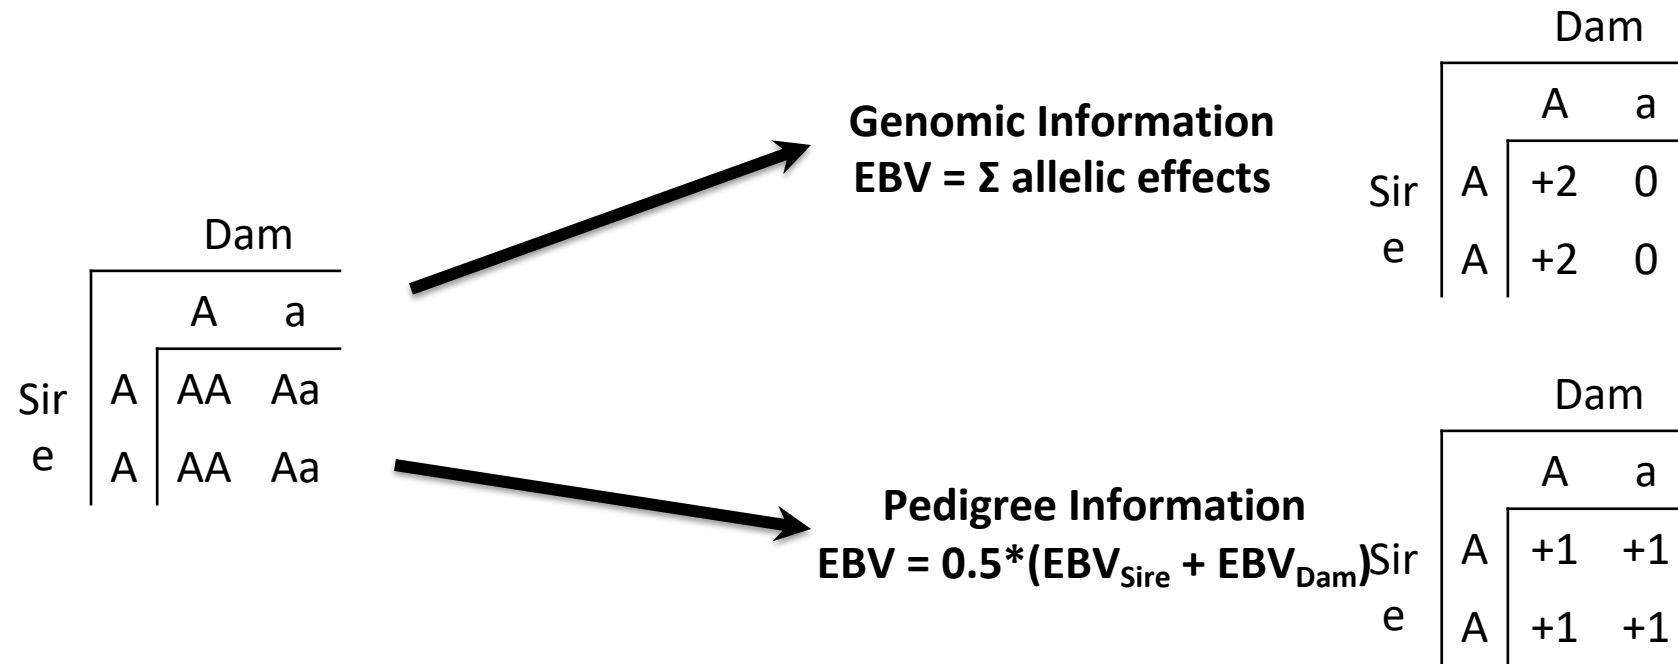 Dam
A a
Sir
e
A AA Aa
A AA Aa
Genomic Information
EBV = Σ allelic effects
Dam
A a
Sir
e
A +2 0
A +2 0
Pedigree Information
EBV = 0.5*(EBVSire + EBVDam)
Dam
A a
Sir
e
A +1 +1
A +1 +1